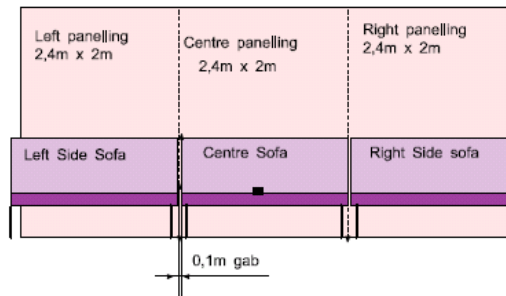 Left panelling
2,4m x 2m
Centre panelling
2,4m x 2m
Right panelling
2,4m x 2m
Left Side Sofa
Centre Sofa
Right Side sofa
0,1m gab